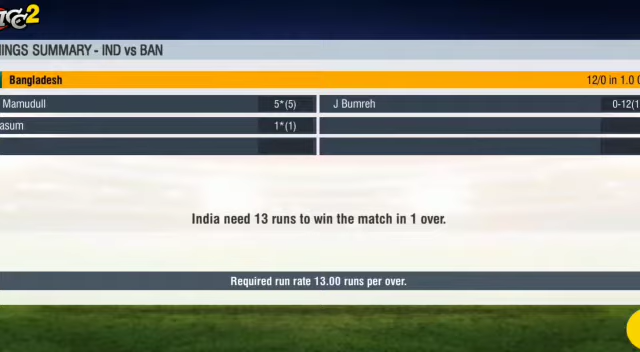 CC2
INGS SUMMARY - IND vs BAN
Bangladesh 12/0 in 1.0
Mamudull 5*(5) J Bumreh 0-12(1
asum 1*(1)
India need 13 runs to win the match in 1 over.
Required run rate 13.00 runs per over.